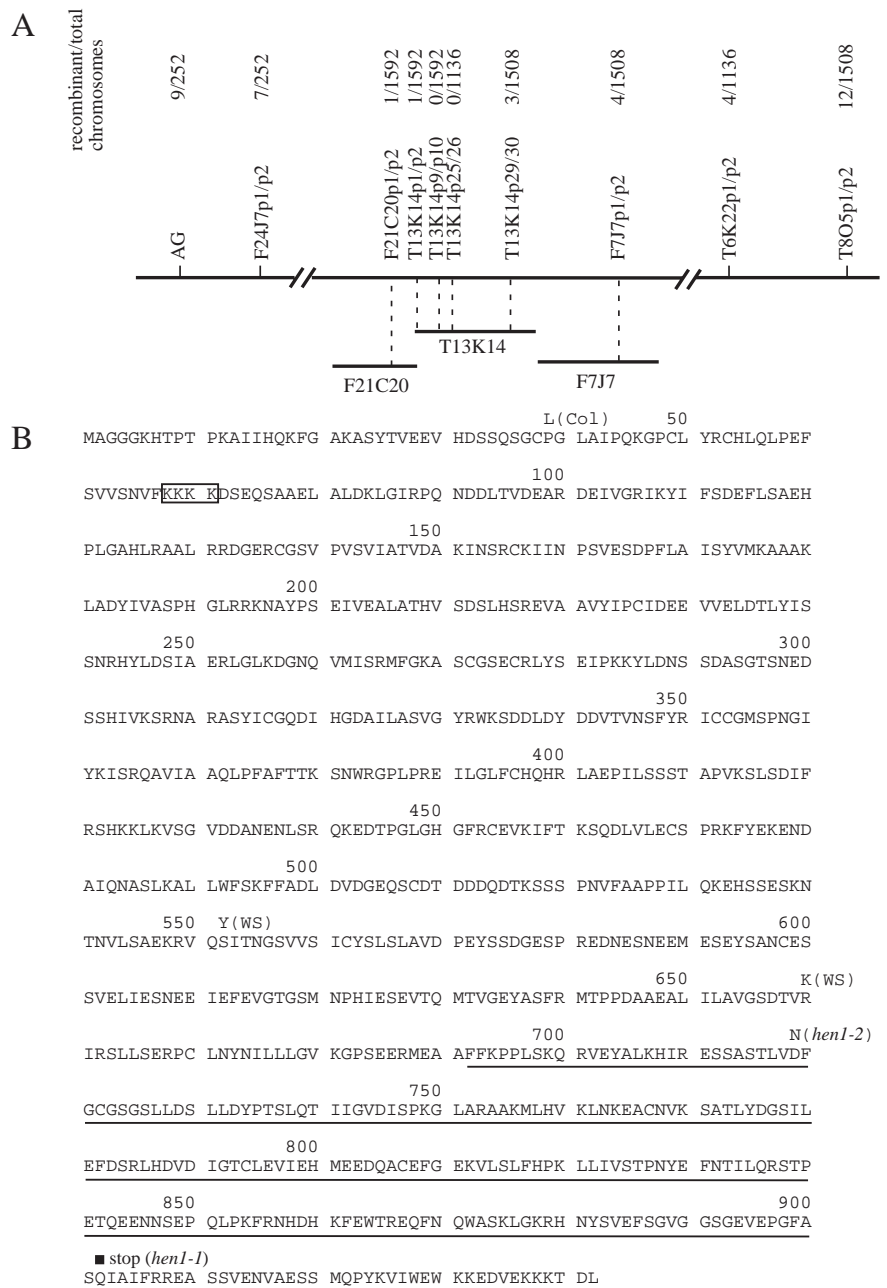 A
recombinant/total
chromosomes
9/252
7/252
1/1592
1/1592
0/1592
0/1136
3/1508
4/1508
4/1136
12/1508
AG
F24J7p1/p2
F21C20p1/p2
T13K14p1/p2
T13K14p9/p10
T13K14p25/26
T13K14p29/30
F7J7p1/p2
T6K22p1/p2
T8O5p1/p2
T13K14
F21C20
F7J7
B
L(Col) 50
MAGGGKHTPT PKAIIHQKFG AKASYTVEEV HDSSQSGCPG LAIPQKGPCL YRCHLQLPEF
100
SVVSNVFKKK KDSEQSAAEL ALDKLGIRPQ NDDLTVDEAR DEIVGRIKYI FSDEFLSAEH
150
PLGAHLRAAL RRDGERCGSV PVSVIATVDA KINSRCKIIN PSVESDPFLA ISYVMKAAAK
200
LADYIVASPH GLRRKNAYPS EIVEALATHV SDSLHSREVA AVYIPCIDEE VVELDTLYIS
250 300
SNRHYLDSIA ERLGLKDGNQ VMISRMFGKA SCGSECRLYS EIPKKYLDNS SDASGTSNED
350
SSHIVKSRNA RASYICGQDI HGDAILASVG YRWKSDDLDY DDVTVNSFYR ICCGMSPNGI
400
YKISRQAVIA AQLPFAFTTK SNWRGPLPRE ILGLFCHQHR LAEPILSSST APVKSLSDIF
450
RSHKKLKVSG VDDANENLSR QKEDTPGLGH GFRCEVKIFT KSQDLVLECS PRKFYEKEND
500
AIQNASLKAL LWFSKFFADL DVDGEQSCDT DDDQDTKSSS PNVFAAPPIL QKEHSSESKN
550 Y(WS) 600
TNVLSAEKRV QSITNGSVVS ICYSLSLAVD PEYSSDGESP REDNESNEEM ESEYSANCES
650 K(WS)
SVELIESNEE IEFEVGTGSM NPHIESEVTQ MTVGEYASFR MTPPDAAEAL ILAVGSDTVR
700 N(hen1-2)
IRSLLSERPC LNYNILLLGV KGPSEERMEA AFFKPPLSKQ RVEYALKHIR ESSASTLVDF
750
GCGSGSLLDS LLDYPTSLQT IIGVDISPKG LARAAKMLHV KLNKEACNVK SATLYDGSIL
800
EFDSRLHDVD IGTCLEVIEH MEEDQACEFG EKVLSLFHPK LLIVSTPNYE FNTILQRSTP
850 900
ETQEENNSEP QLPKFRNHDH KFEWTREQFN QWASKLGKRH NYSVEFSGVG GSGEVEPGFA
■ stop (hen1-1)
SQIAIFRREA SSVENVAESS MQPYKVIWEW KKEDVEKKKT DL